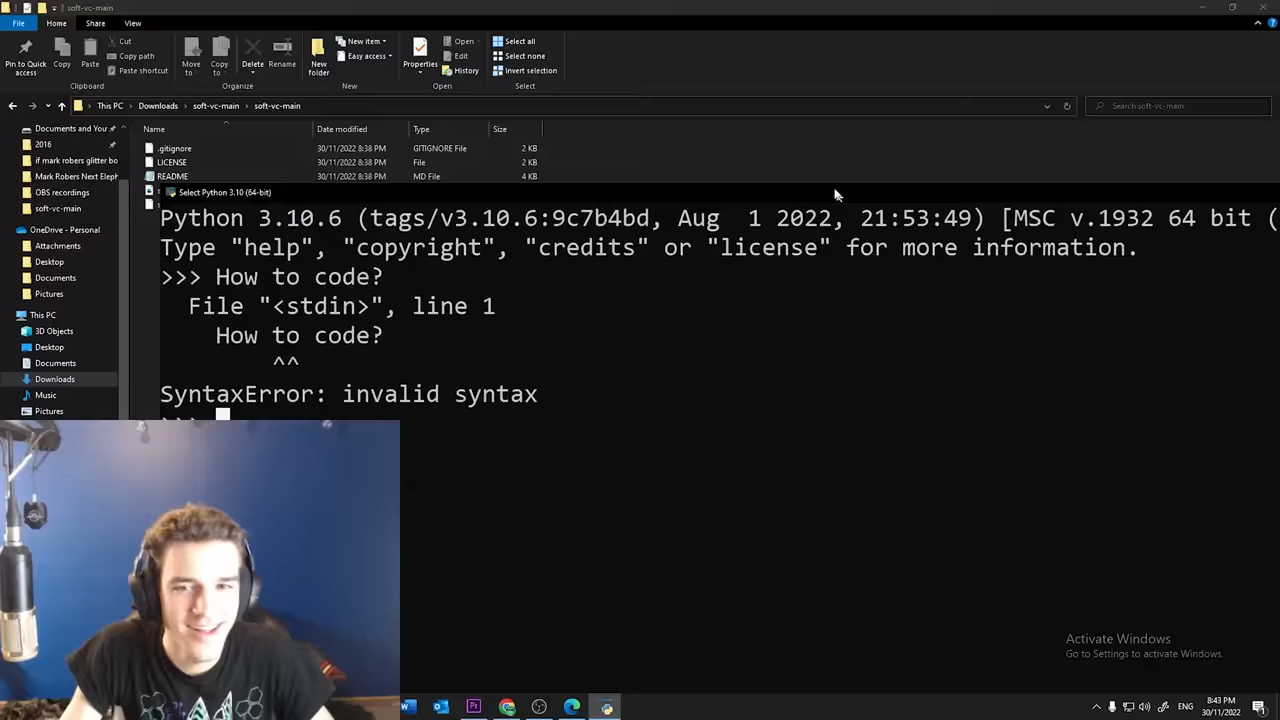 soft-vc-main
File Home Share View
Pin to Quick access
Copy
Paste
Cut
Copy path
Paste shortcut
Clipboard
Move to
Copy to
Delete
Rename
Organize
New folder
New item
Easy access
New
Properties
Open
Edit
History
Open
Select all
Select none
Invert selection
Select
This PC Downloads soft-vc-main soft-vc-main
Search soft-vc-main
Documents and You
2016
if mark robers glitter bo
Mark Robers Next Eleph
OBS recordings
soft-vc-main
OneDrive - Personal
Attachments
Desktop
Documents
Pictures
This PC
3D Objects
Desktop
Documents
Downloads
Music
Pictures
Name Date modified Type Size
.gitignore 30/11/2022 8:38 PM GITIGNORE File 2 KB
LICENSE 30/11/2022 8:38 PM File 2 KB
README 30/11/2022 8:38 PM MD File 4 KB
Select Python 3.10 (64-bit)
Python 3.10.6 (tags/v3.10.6:9c7b4bd, Aug  1 2022, 21:53:49) [MSC v.1932 64 bit (
Type "help", "copyright", "credits" or "license" for more information.
>>> How to code?
File "<stdin>", line 1
How to code?
^^
SyntaxError: invalid syntax
>>>
Activate Windows
Go to Settings to activate Windows.
ENG
8:43 PM
30/11/2022